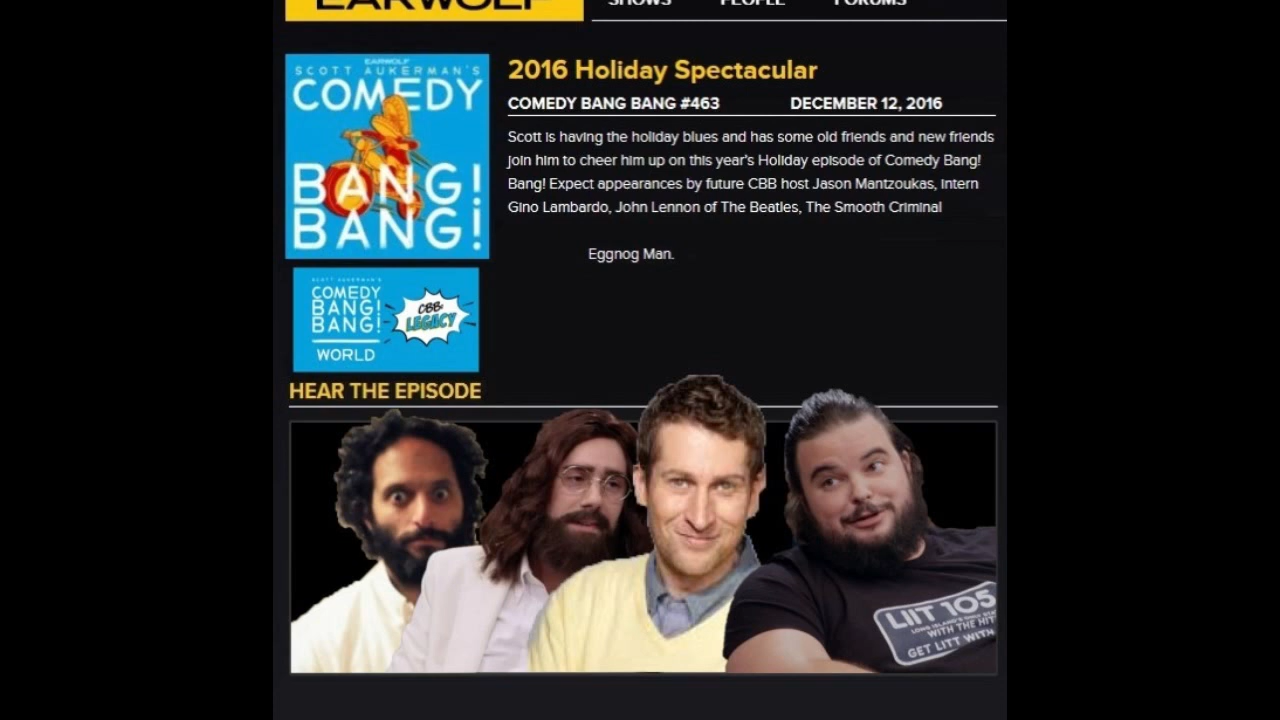 EARWOLF
SHOWS PEOPLE FORUMS
EARWOLF
SCOTT AUKERMAN'S
COMEDY
BANG!
BANG!
2016 Holiday Spectacular
COMEDY BANG BANG #463 DECEMBER 12, 2016
Scott is having the holiday blues and has some old friends and new friends
join him to cheer him up on this year's Holiday episode of Comedy Bang!
Bang! Expect appearances by future CBB host Jason Mantzoukas, intern
Gino Lambardo, John Lennon of The Beatles, The Smooth Criminal
Eggnog Man.
SCOTT AUKERMAN'S
COMEDY
BANG!
BANG!
WORLD
CBB:
LEGACY
HEAR THE EPISODE
LIIT 105
WITH THE HIT
GET LITT WITH